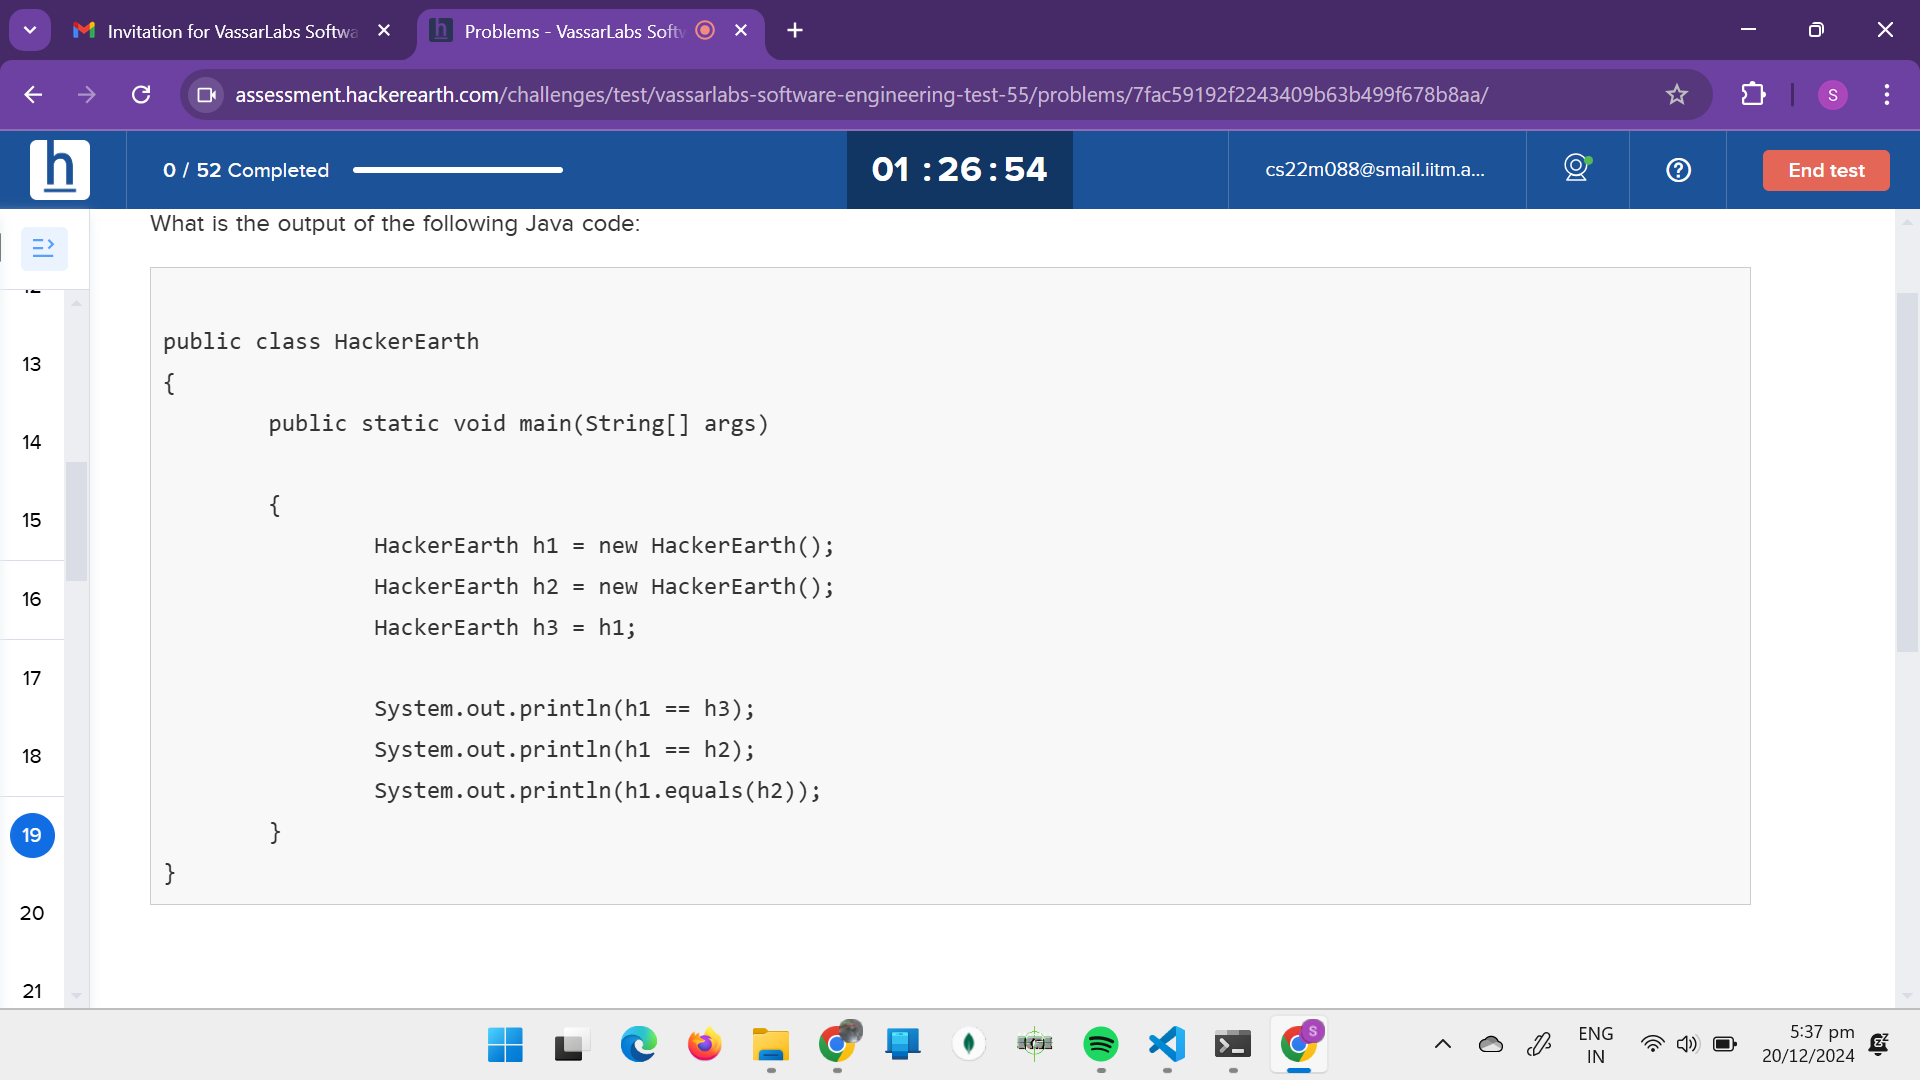 Invitation for VassarLabs Softwa
Problems - VassarLabs Softv
assessment.hackerearth.com/challenges/test/vassarlabs-software-engineering-test-55/problems/7fac59192f2243409b63b499f678b8aa/
S
h
0 / 52 Completed
01 : 26 : 54
cs22m088@smail.iitm.a...
End test
What is the output of the following Java code:
12
13
14
15
16
17
18
19
20
21
public class HackerEarth
{
public static void main(String[] args)
{
HackerEarth h1 = new HackerEarth();
HackerEarth h2 = new HackerEarth();
HackerEarth h3 = h1;
System.out.println(h1 == h3);
System.out.println(h1 == h2);
System.out.println(h1.equals(h2));
}
}
S
ENG
IN
5:37 pm
20/12/2024